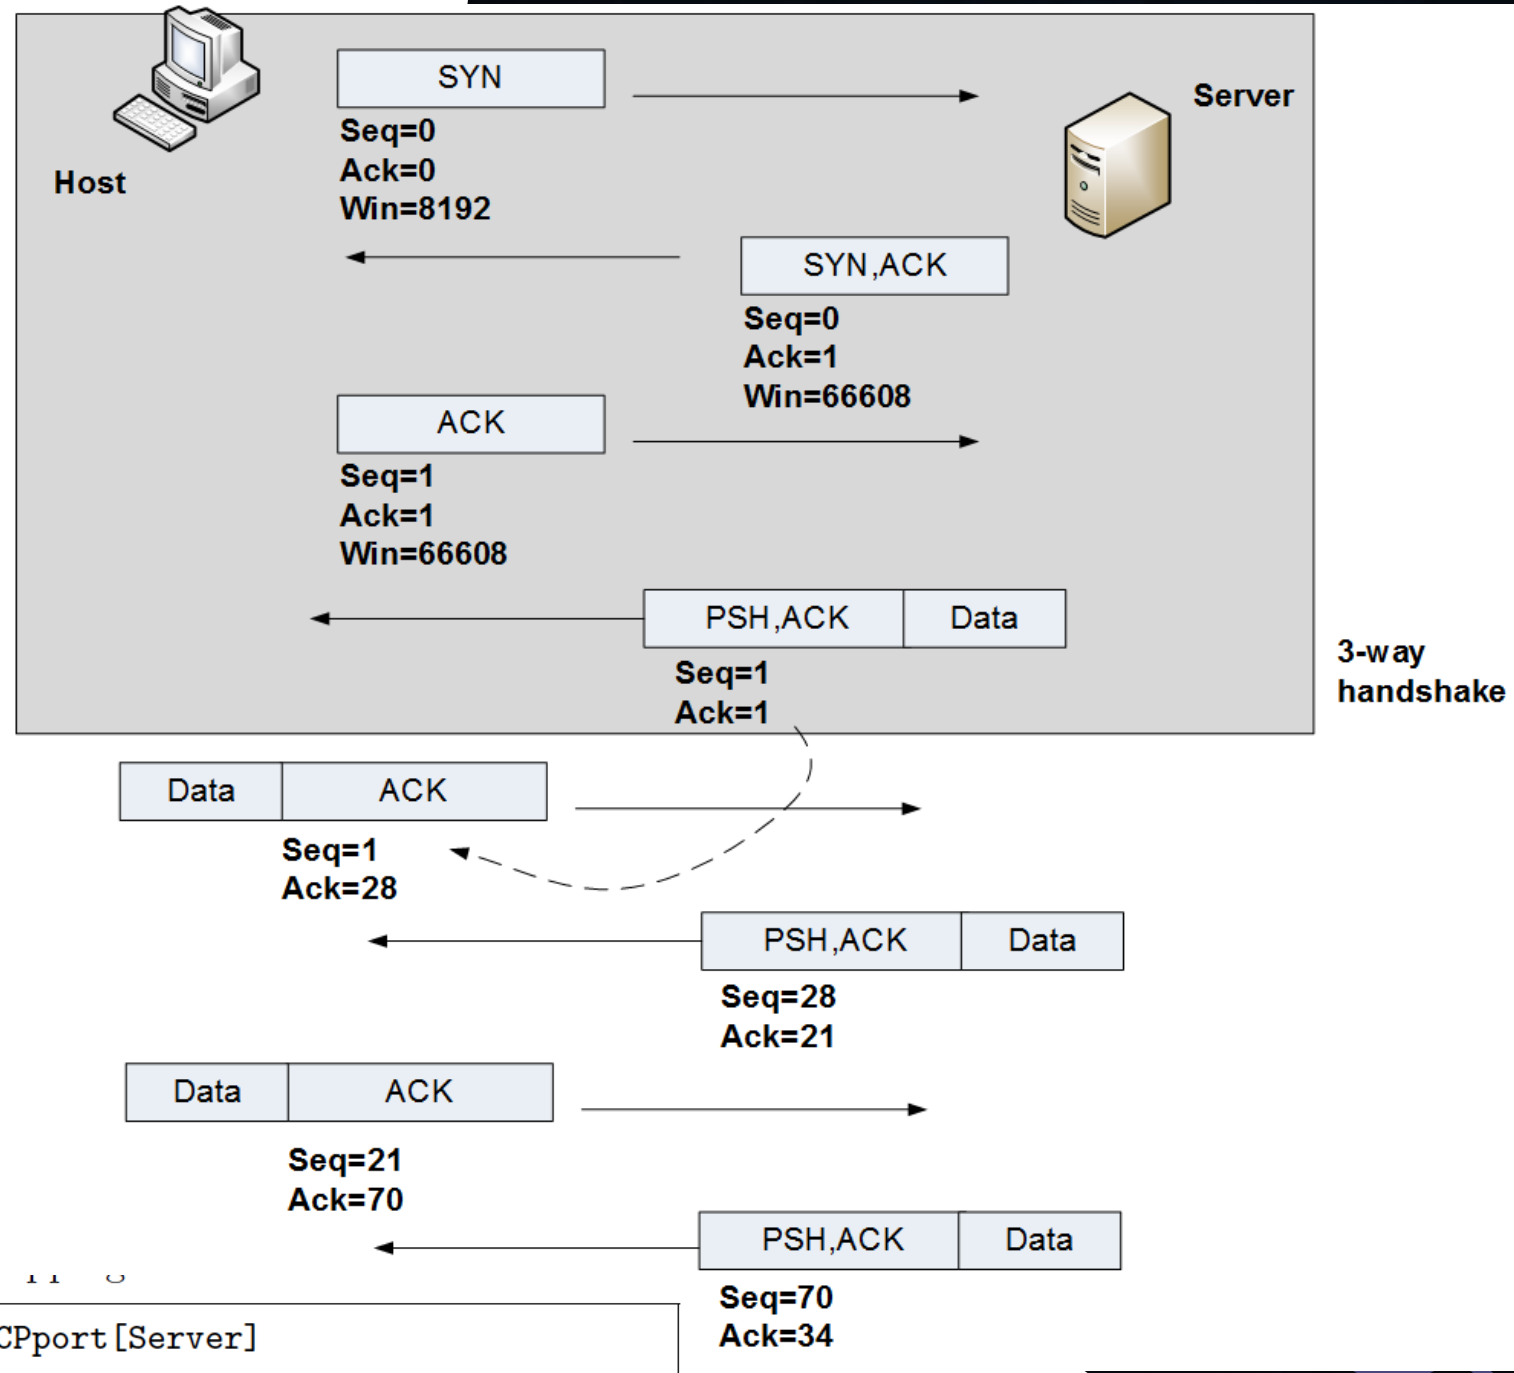 SYN
Server
Seq=0
Ack=0
Win=8192
Host
SYN,ACK
Seq=0
Ack=1
Win=66608
ACK
Seq=1
Ack=1
Win=66608
PSH,ACK Data
Seq=1
Ack=1
3-way
handshake
Data ACK
Seq=1
Ack=28
PSH,ACK Data
Seq=28
Ack=21
Data ACK
Seq=21
Ack=70
PSH,ACK Data
Seq=70
Ack=34
CPport[Server]